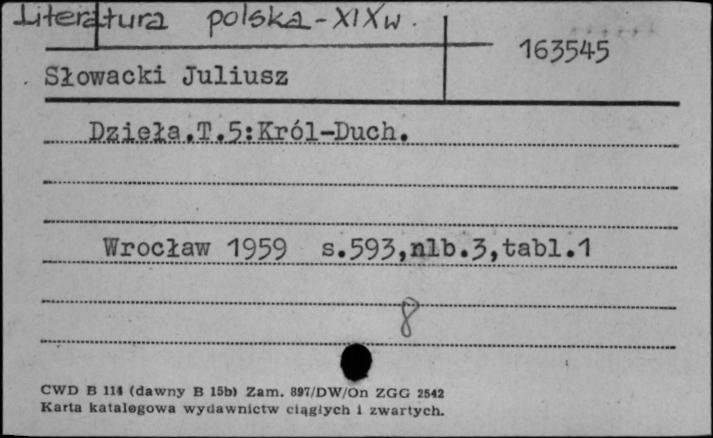 Literatura polska - XIX w.
163545
Słowacki Juliusz
Dzieła.T.5:Król-Duch.
Wrocław 1959 s.593,nlb.3,tabl.1
8
CWD B 114 (dawny B 15b) Zam. 897/DW/On ZGG 2542
Karta katalogowa wydawnictw ciągłych i zwartych.